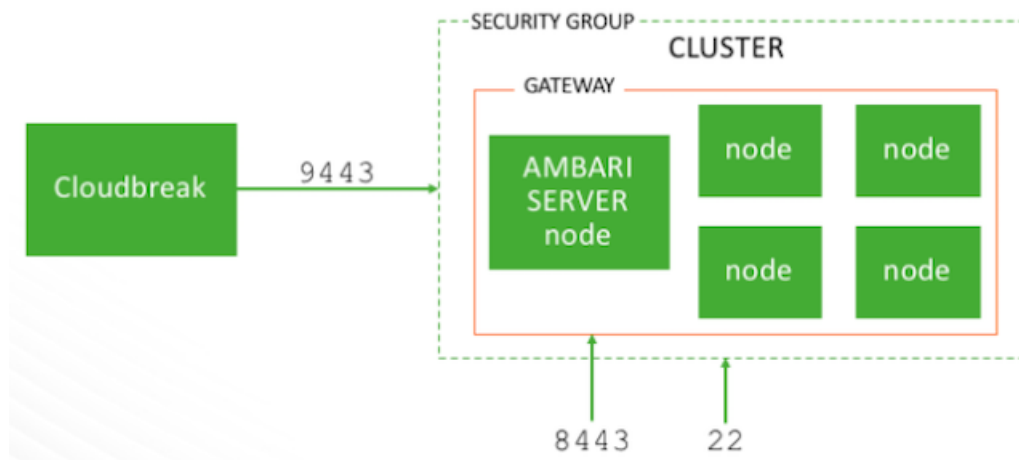 SECURITY GROUP
CLUSTER
GATEWAY
Cloudbreak
9443
AMBARI
SERVER
node
node
node
node
node
8443
22